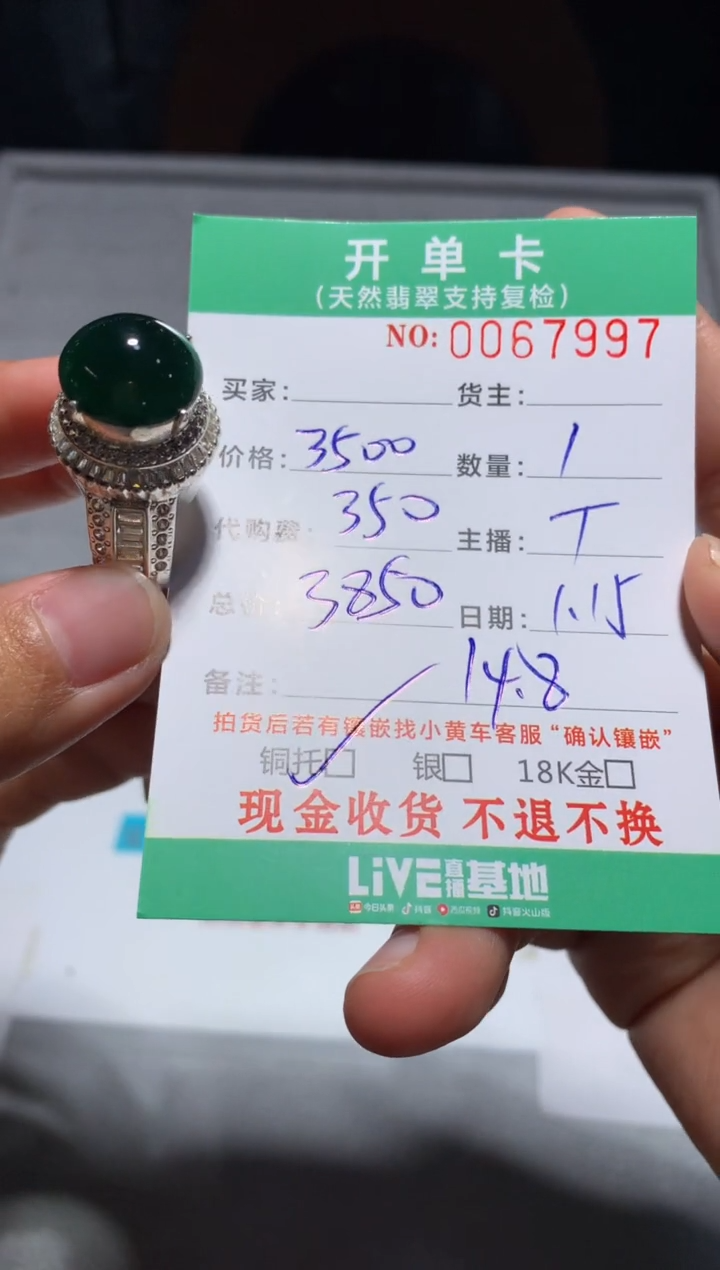 开单卡
(天然翡翠支持复检)
NO: 0067997
买家: 货主:
价格: 3500 数量: 1
代购费: 350 主播: T
总价: 3850 日期: 1.15
备注: 14.8
拍货后若有镶嵌找小黄车客服“确认镶嵌”
铜托□ 银□ 18K金□
现金收货 不退不换
LiVE直播基地
今日头条 抖音 西瓜视频 抖音火山版